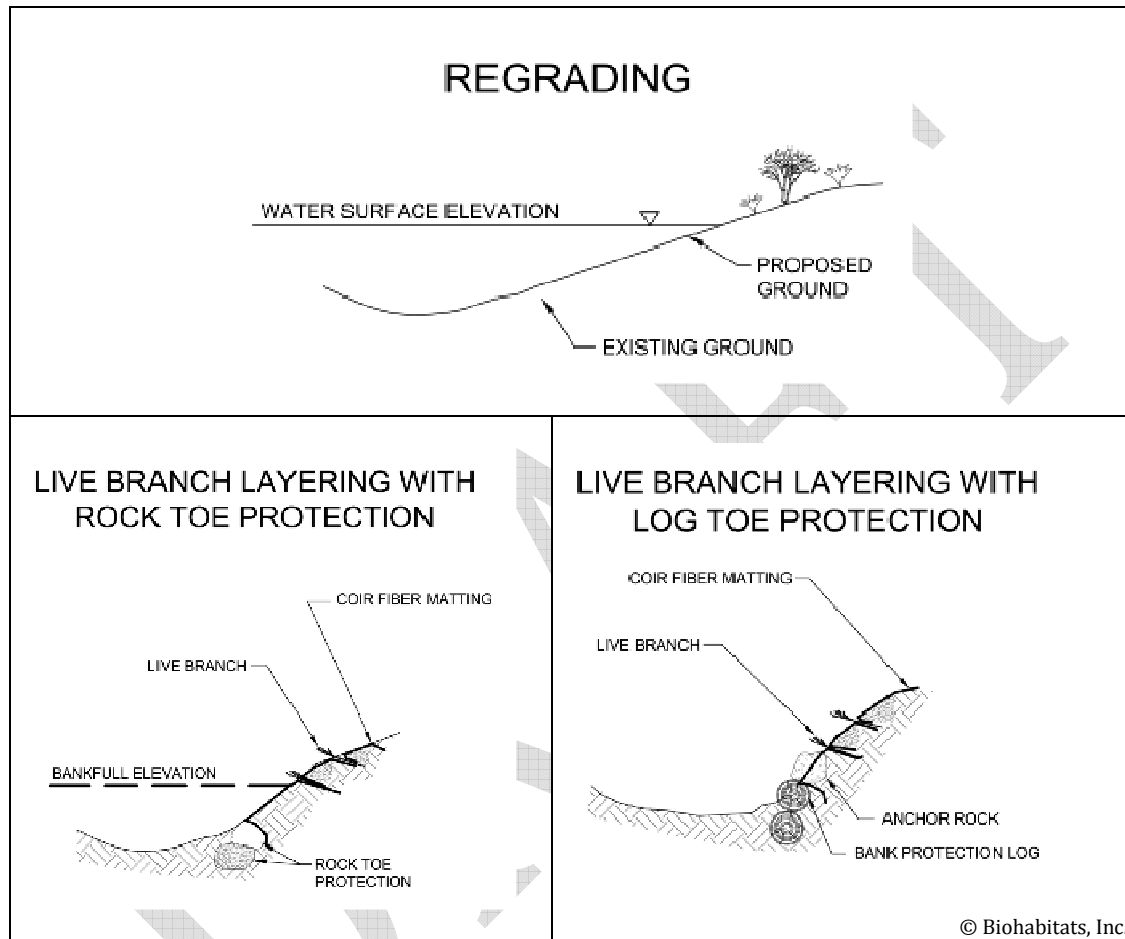 REGRADING
WATER SURFACE ELEVATION
PROPOSED
GROUND
EXISTING GROUND
LIVE BRANCH LAYERING WITH
ROCK TOE PROTECTION
COIR FIBER MATTING
LIVE BRANCH
BANKFULL ELEVATION
ROCK TOE
PROTECTION
LIVE BRANCH LAYERING WITH
LOG TOE PROTECTION
COIR FIBER MATTING
LIVE BRANCH
ANCHOR ROCK
BANK PROTECTION LOG
© Biohabitats, Inc.